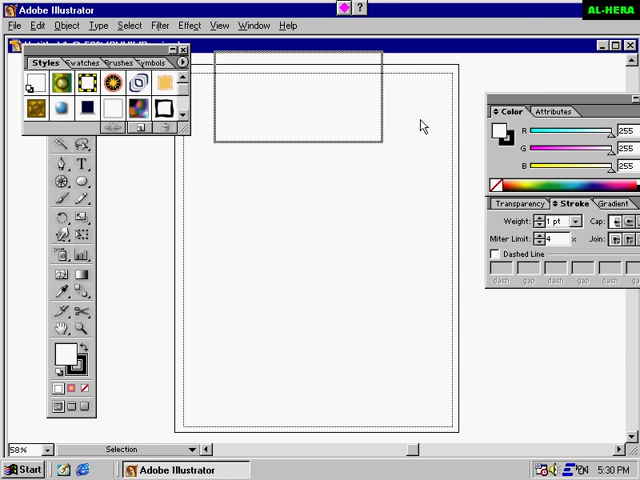 Adobe Illustrator
?
AL-HERA
File Edit Object Type Select Filter Effect View Window Help
Styles Swatches Brushes Symbols
Color Attributes
R 255
G 255
B 255
Transparency Stroke Gradient
Weight: 1 pt Cap:
Miter Limit: 4 x Join:
Dashed Line
dash gap dash gap dash
T
58% Selection
Start Adobe Illustrator 5:30 PM